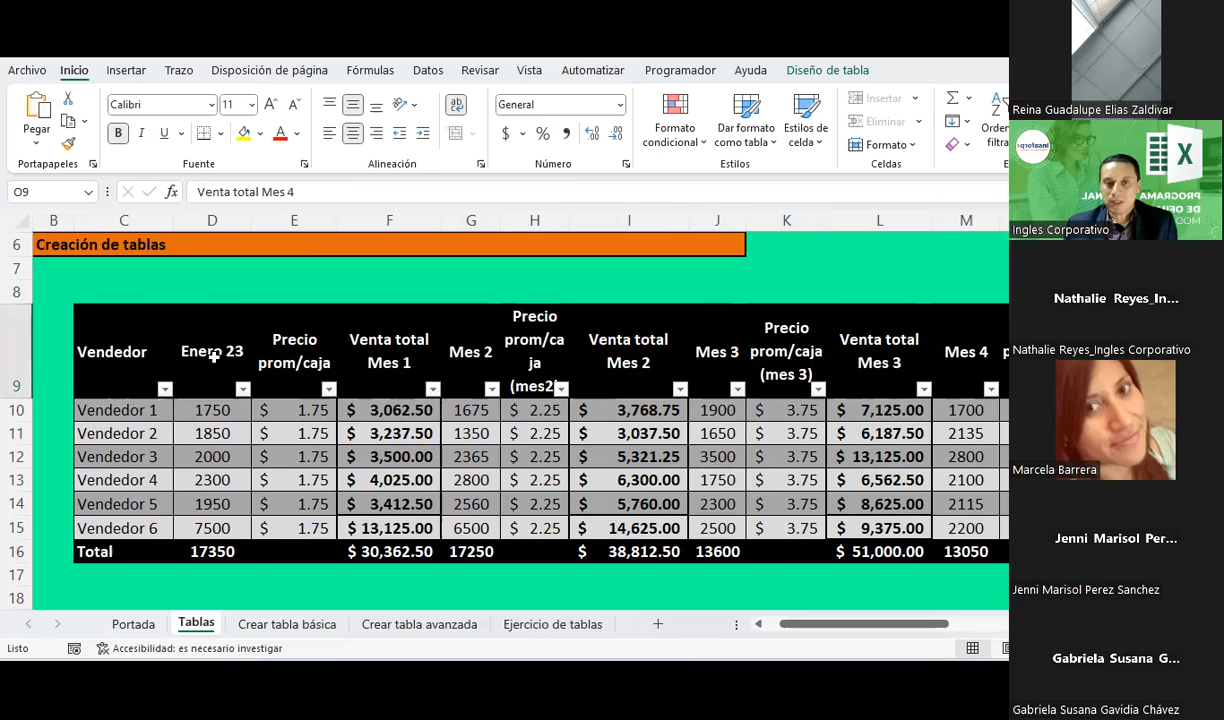 Archivo Inicio Insertar Trazo Disposición de página Fórmulas Datos Revisar Vista Automatizar Programador Ayuda Diseño de tabla
Pegar
Calibri 11
N K S
General
$ % 000
Formato condicional
Dar formato como tabla
Estilos de celda
Insertar
Eliminar
Formato
Portapapeles Fuente Alineación Número Estilos Celdas
O9 fx Venta total Mes 4
B C D E F G H I J K L M
6 Creación de tablas
7
8
9 Vendedor Enero 23 Precio prom/caja Venta total Mes 1 Mes 2 Precio prom/ca ja (mes2) Venta total Mes 2 Mes 3 Precio prom/caja (mes 3) Venta total Mes 3 Mes 4
10 Vendedor 1 1750 $ 1.75 $ 3,062.50 1675 $ 2.25 $ 3,768.75 1900 $ 3.75 $ 7,125.00 1700
11 Vendedor 2 1850 $ 1.75 $ 3,237.50 1350 $ 2.25 $ 3,037.50 1650 $ 3.75 $ 6,187.50 2135
12 Vendedor 3 2000 $ 1.75 $ 3,500.00 2365 $ 2.25 $ 5,321.25 3500 $ 3.75 $ 13,125.00 2800
13 Vendedor 4 2300 $ 1.75 $ 4,025.00 2800 $ 2.25 $ 6,300.00 1750 $ 3.75 $ 6,562.50 2100
14 Vendedor 5 1950 $ 1.75 $ 3,412.50 2560 $ 2.25 $ 5,760.00 2300 $ 3.75 $ 8,625.00 2115
15 Vendedor 6 7500 $ 1.75 $ 13,125.00 6500 $ 2.25 $ 14,625.00 2500 $ 3.75 $ 9,375.00 2200
16 Total 17350 $ 30,362.50 17250 $ 38,812.50 13600 $ 51,000.00 13050
17
18
Portada Tablas Crear tabla básica Crear tabla avanzada Ejercicio de tablas
Listo Accesibilidad: es necesario investigar
Reina Guadalupe Elias Zaldivar
Ingles Corporativo
Nathalie Reyes_In...
Nathalie Reyes_Ingles Corporativo
Marcela Barrera
Jenni Marisol Per...
Jenni Marisol Perez Sanchez
Gabriela Susana G...
Gabriela Susana Gavidia Chávez